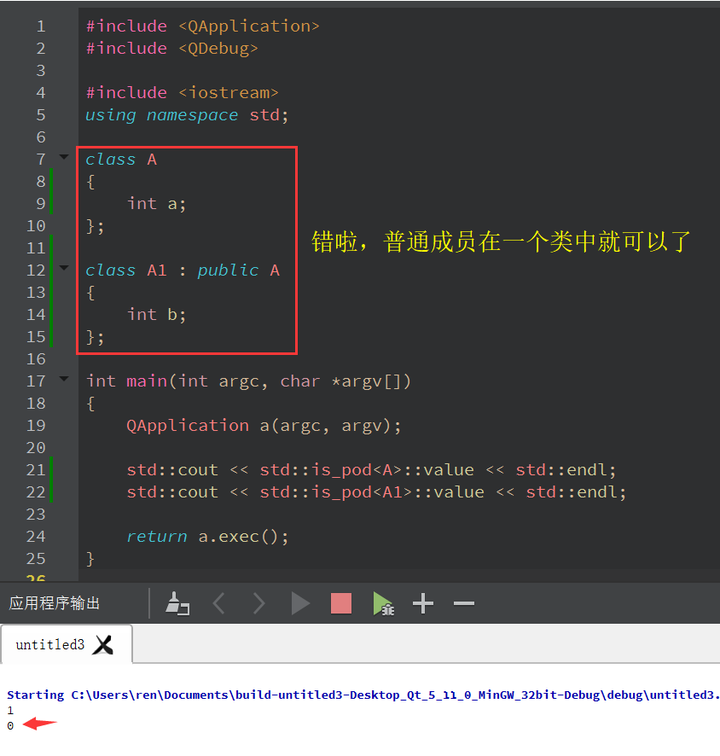 1 #include <QApplication>
2 #include <QDebug>
3
4 #include <iostream>
5 using namespace std;
6
7 class A
8 {
9 int a;
10 };
11
12 class A1 : public A
13 {
14 int b;
15 };
16
17 int main(int argc, char *argv[])
18 {
19 QApplication a(argc, argv);
20
21 std::cout << std::is_pod<A>::value << std::endl;
22 std::cout << std::is_pod<A1>::value << std::endl;
23
24 return a.exec();
25 }
26
错啦，普通成员在一个类中就可以了
应用程序输出
untitled3
Starting C:\Users\ren\Documents\build-untitled3-Desktop_Qt_5_11_0_MinGW_32bit-Debug\debug\untitled3.
1
0